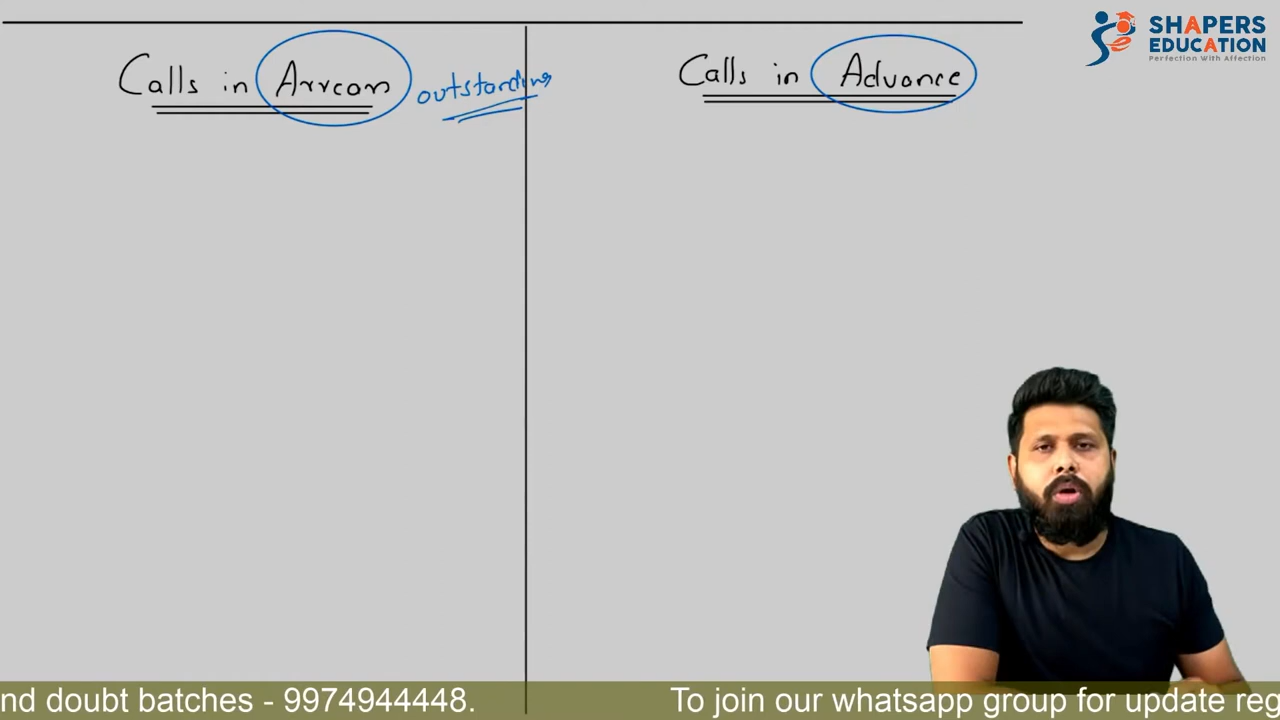 SHAPERS
EDUCATION
Perfection With Affection
Calls in Arrears outstanding
Calls in Advance
nd doubt batches - 9974944448.
To join our whatsapp group for update reg